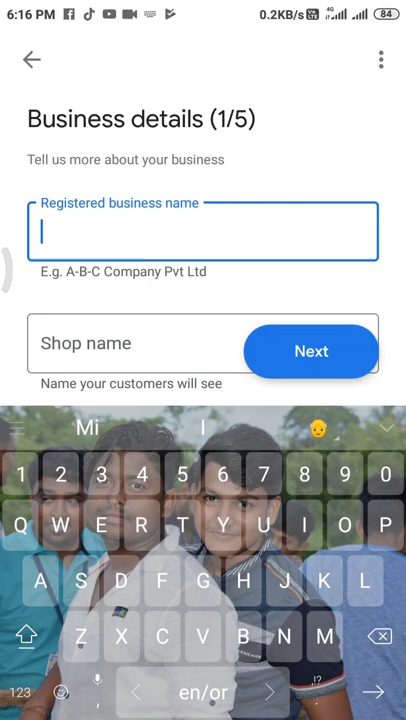 6:16 PM 0.2KB/s VoLTE 4G 84
Business details (1/5)
Tell us more about your business
Registered business name
E.g. A-B-C Company Pvt Ltd
Shop name
Next
Name your customers will see
Mi I
1 2 3 4 5 6 7 8 9 0
Q W E R T Y U I O P
A S D F G H J K L
Z X C V B N M
123 , en/or ,!? .